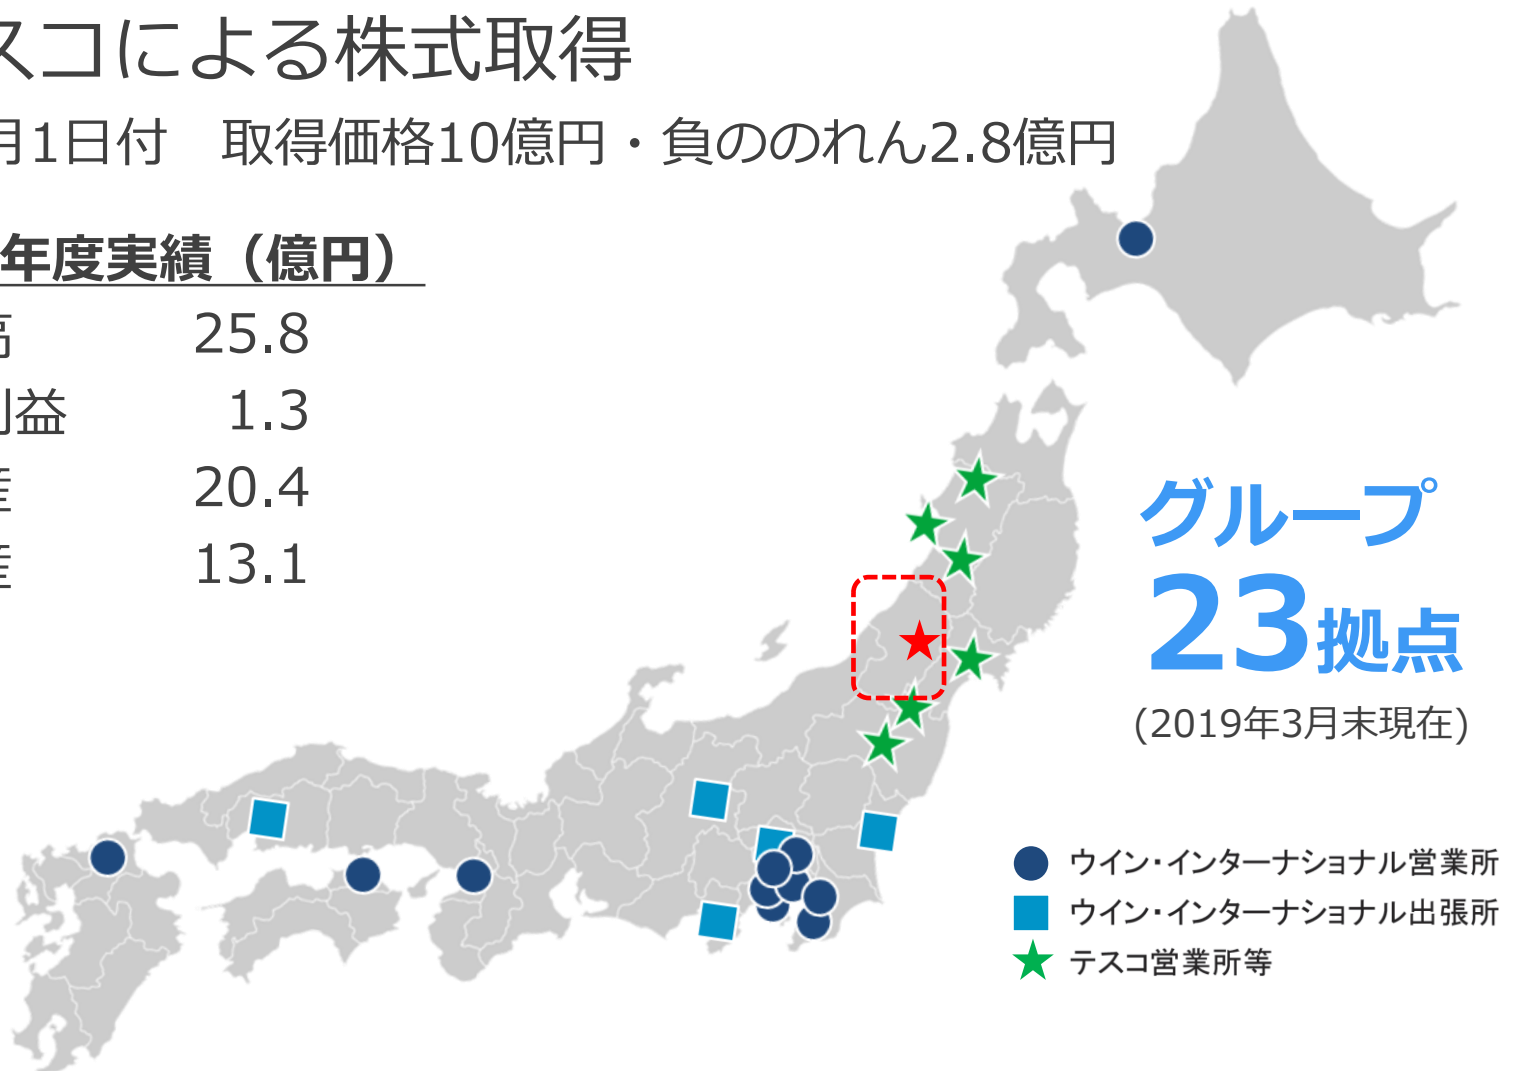 スコによる株式取得
月1日付 取得価格10億円・負ののれん2.8億円
年度実績（億円）
高 25.8
利益 1.3
産 20.4
産 13.1
グループ
23拠点
(2019年3月末現在)
ウイン・インターナショナル営業所
ウイン・インターナショナル出張所
テスコ営業所等